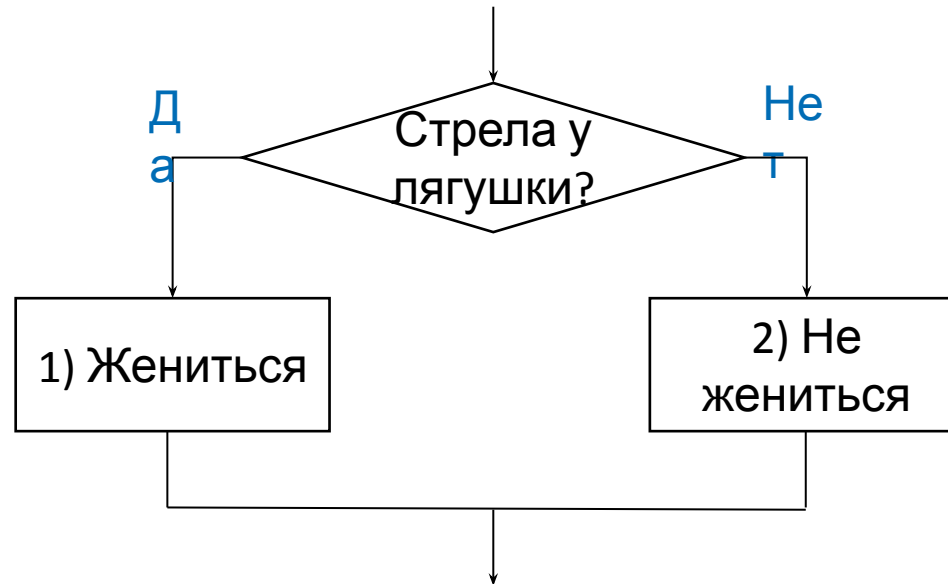 Д
а
Стрела у
лягушки?
Не
т
1) Жениться
2) Не
жениться